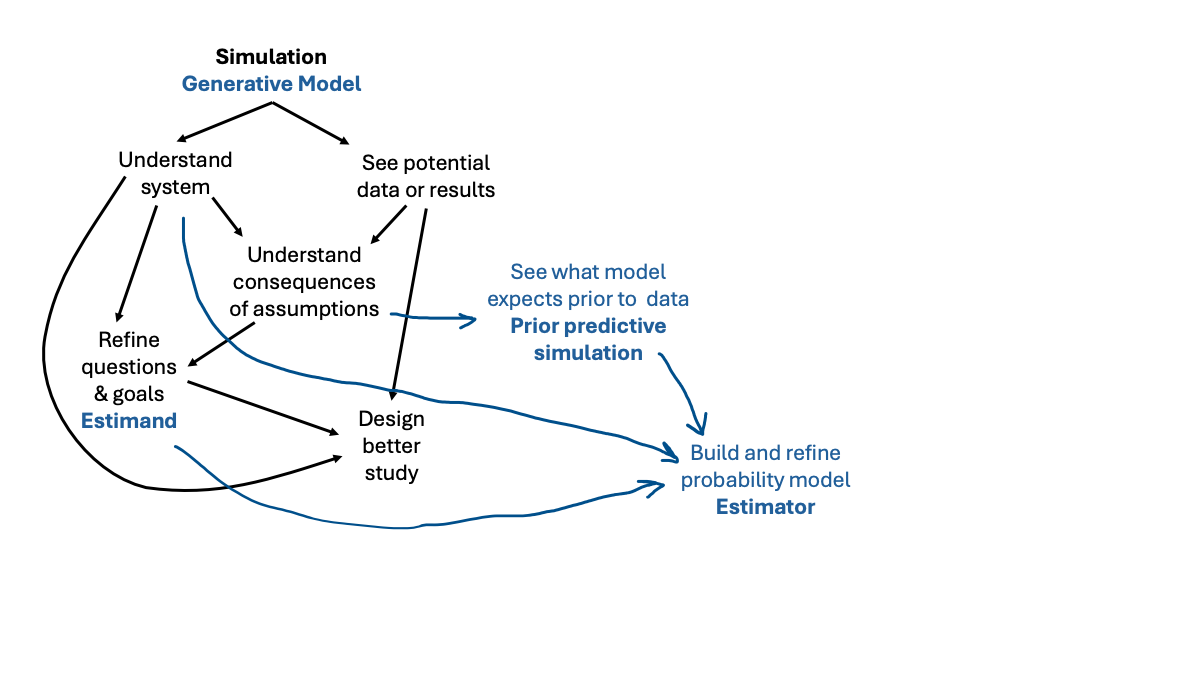 Simulation
Generative Model
Understand
system
See potential
data or results
Understand
consequences
of assumptions
See what model
expects prior to data
Prior predictive
simulation
Refine
questions
& goals
Estimand
Design
better
study
Build and refine
probability model
Estimator